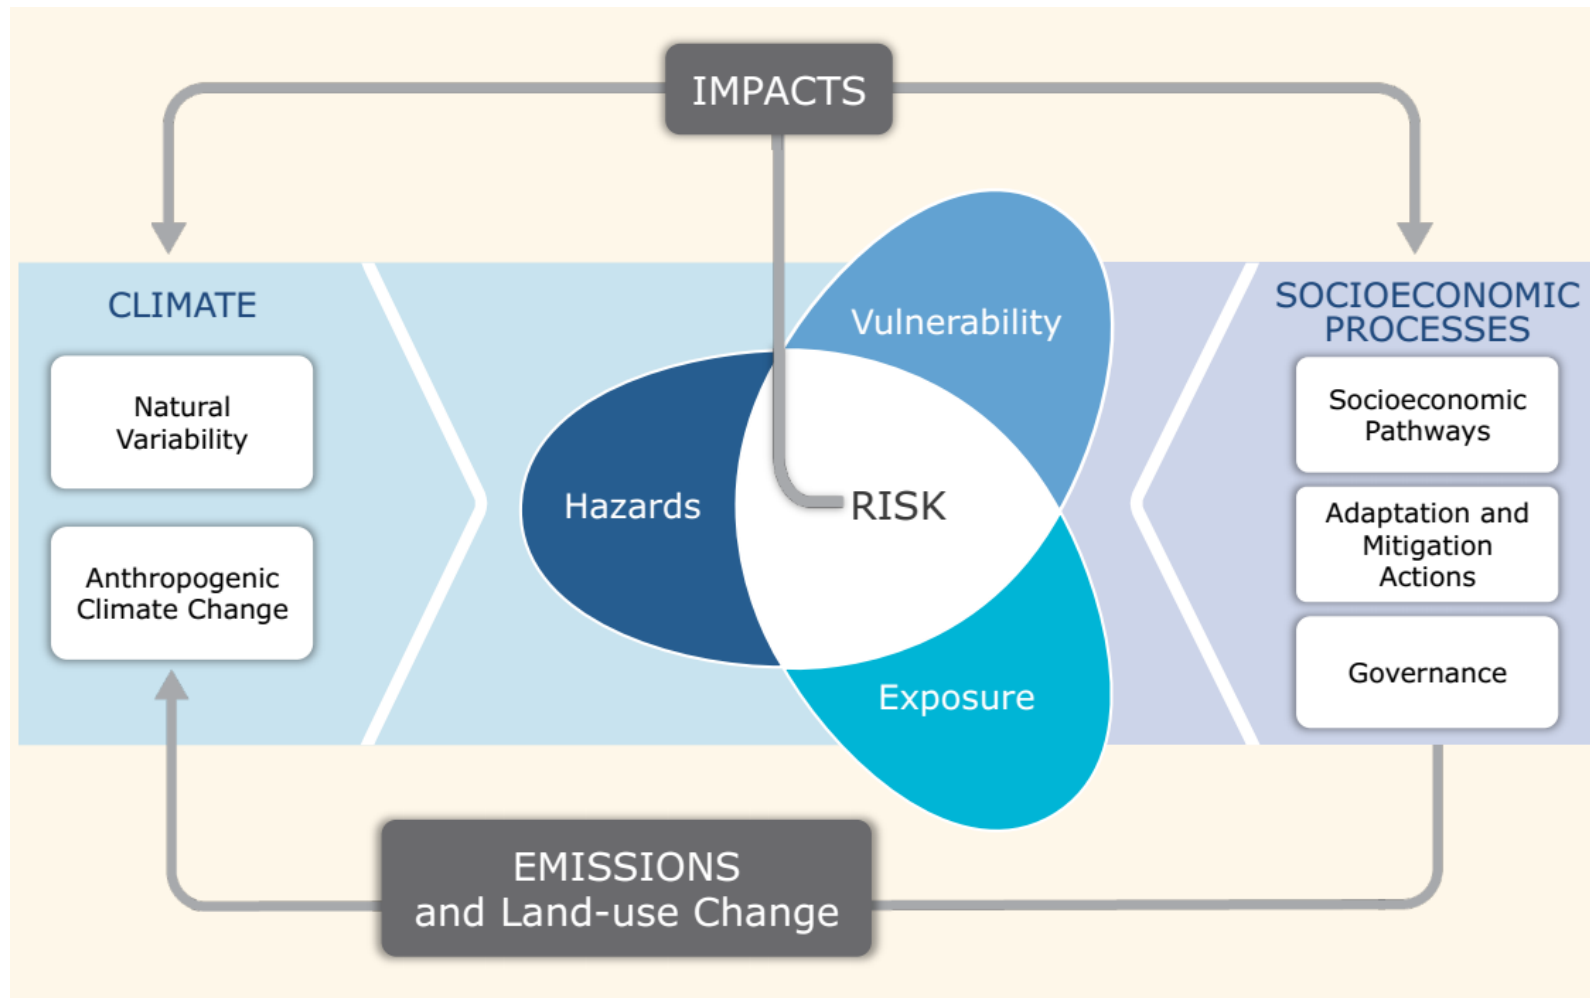 IMPACTS
CLIMATE
Natural
Variability
Anthropogenic
Climate Change
Vulnerability
Hazards
RISK
Exposure
SOCIOECONOMIC
PROCESSES
Socioeconomic
Pathways
Adaptation and
Mitigation
Actions
Governance
EMISSIONS
and Land-use Change